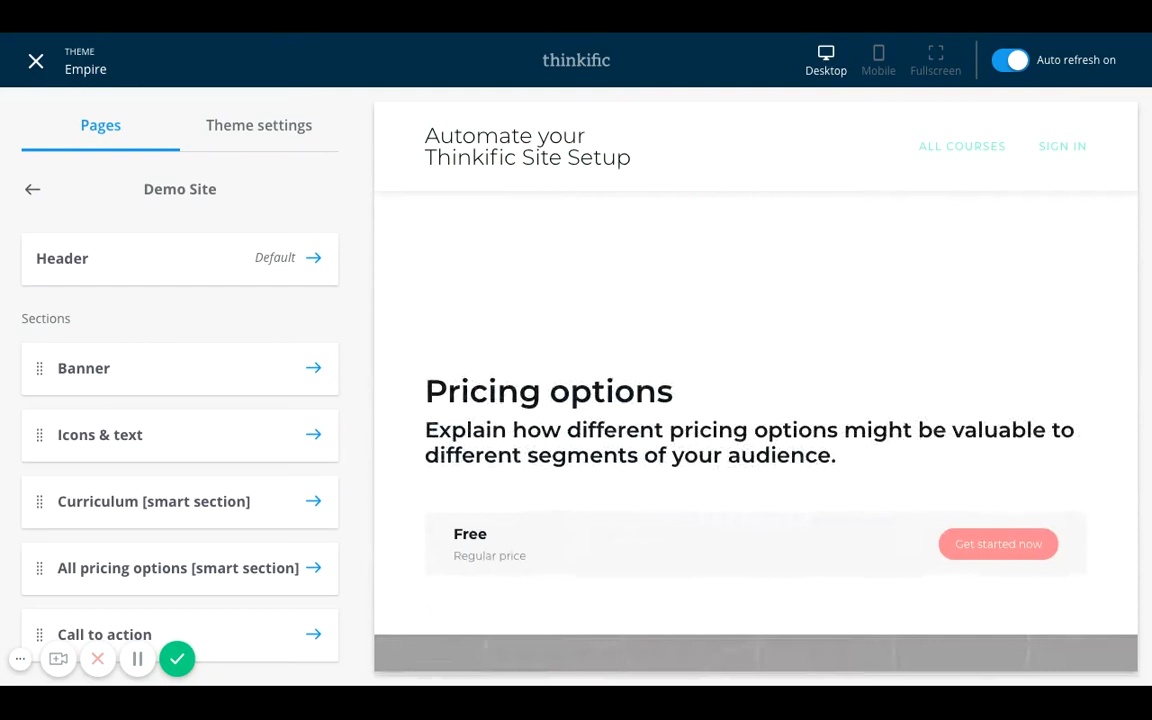 THEME
Empire
thinkific
Desktop
Mobile
Fullscreen
Auto refresh on
Pages
Theme settings
Demo Site
Header
Default
Sections
Banner
Icons & text
Curriculum [smart section]
All pricing options [smart section]
Call to action
Automate your
Thinkific Site Setup
ALL COURSES
SIGN IN
Pricing options
Explain how different pricing options might be valuable to
different segments of your audience.
Free
Regular price
Get started now